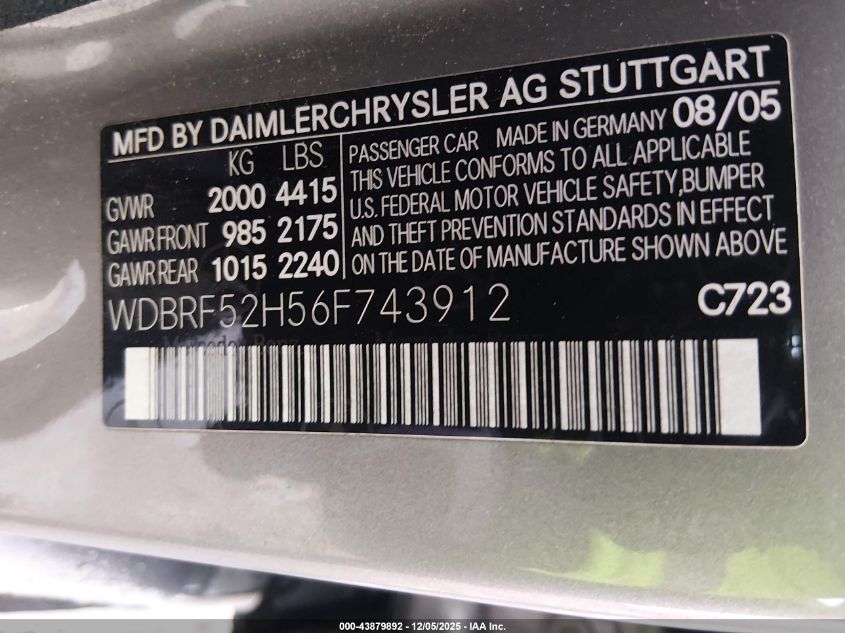 MFD BY DAIMLERCHRYSLER AG STUTTGART
KG LBS
GVWR 2000 4415
GAWR FRONT 985 2175
GAWR REAR 1015 2240
PASSENGER CAR MADE IN GERMANY 08/05
THIS VEHICLE CONFORMS TO ALL APPLICABLE
U.S. FEDERAL MOTOR VEHICLE SAFETY,BUMPER
AND THEFT PREVENTION STANDARDS IN EFFECT
ON THE DATE OF MANUFACTURE SHOWN ABOVE
WDBRF52H56F743912 C723
Mercedes-Benz
000-43879892 - 12/05/2025 - IAA Inc.